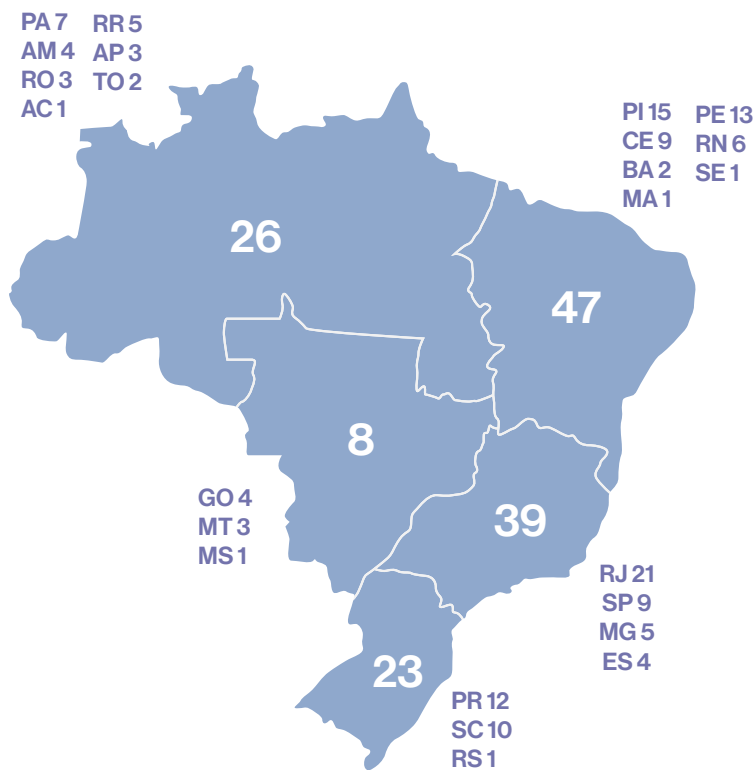 PA 7 RR 5
AM 4 AP 3
RO 3 TO 2
AC 1
PI 15 PE 13
CE 9 RN 6
BA 2 SE 1
MA 1
26
47
8
GO 4
MT 3
MS 1
39
RJ 21
SP 9
MG 5
ES 4
23
PR 12
SC 10
RS 1